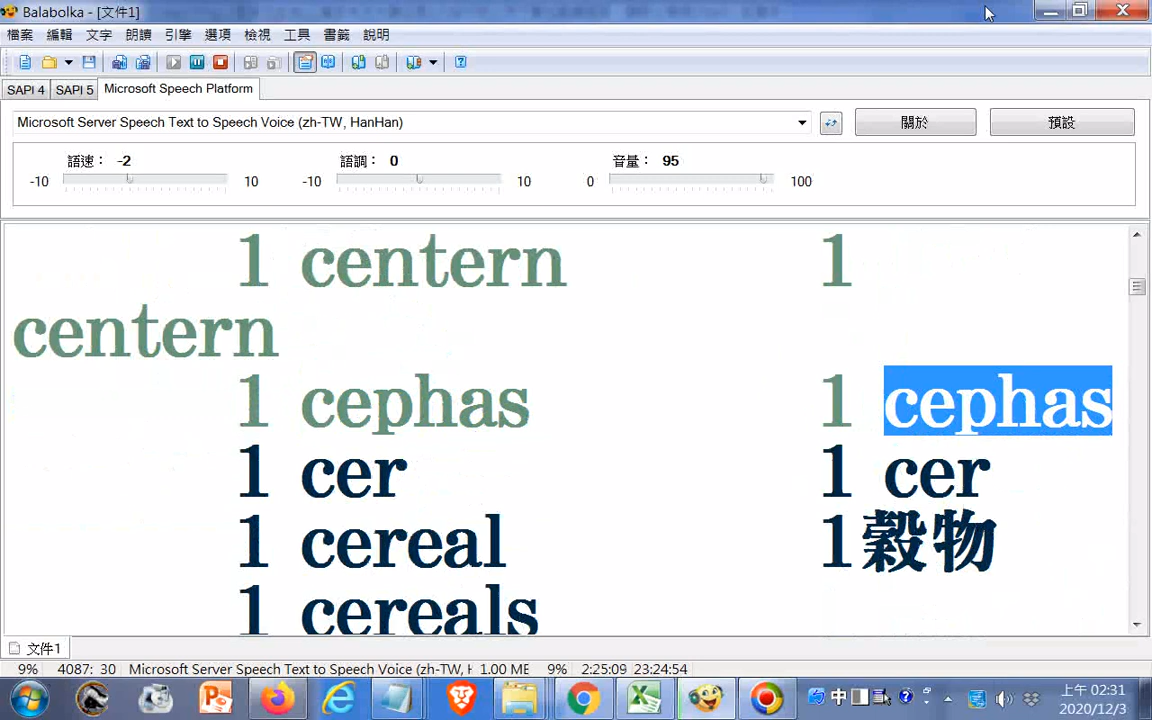 Balabolka - [文件1]
檔案 編輯 文字 朗讀 引擎 選項 檢視 工具 書籤 說明
SAPI 4 SAPI 5 Microsoft Speech Platform
Microsoft Server Speech Text to Speech Voice (zh-TW, HanHan) 關於 預設
語速： -2 語調： 0 音量： 95
-10 10 -10 10 0 100
1 centern 1
centern
1 cephas 1 cephas
1 cer 1 cer
1 cereal 1穀物
1 cereals
文件1
9% 4087: 30 Microsoft Server Speech Text to Speech Voice (zh-TW, H 1.00 ME 9% 2:25:09 23:24:54
中 上午 02:31
2020/12/3